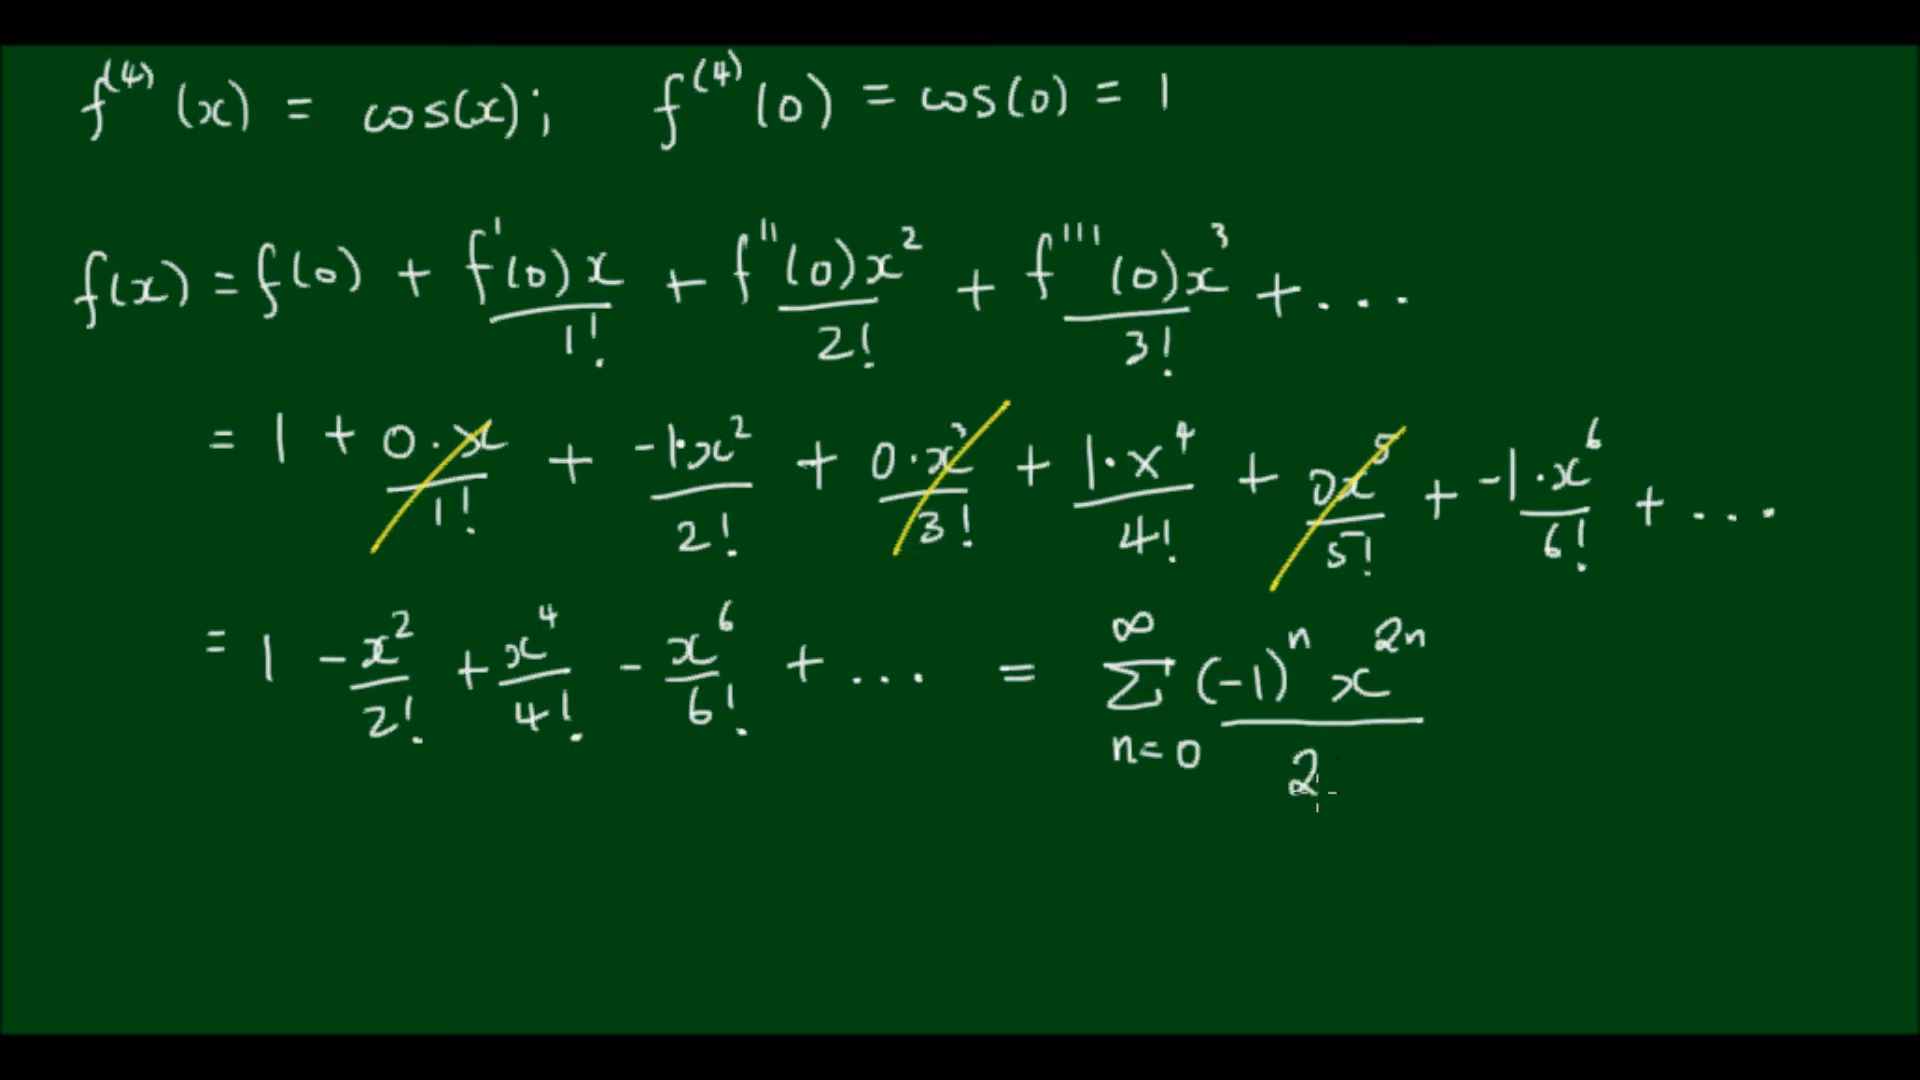 f⁽⁴⁾(x) = cos(x); f⁽⁴⁾(0) = cos(0) = 1
f(x) = f(0) + f'(0)x/1! + f''(0)x²/2! + f'''(0)x³/3! + ...
= 1 + 0·x/1! + -1·x²/2! + 0·x³/3! + 1·x⁴/4! + 0x⁵/5! + -1·x⁶/6! + ...
= 1 - x²/2! + x⁴/4! - x⁶/6! + ... = ∑_{n=0}^{∞} (-1)ⁿ x²ⁿ/2